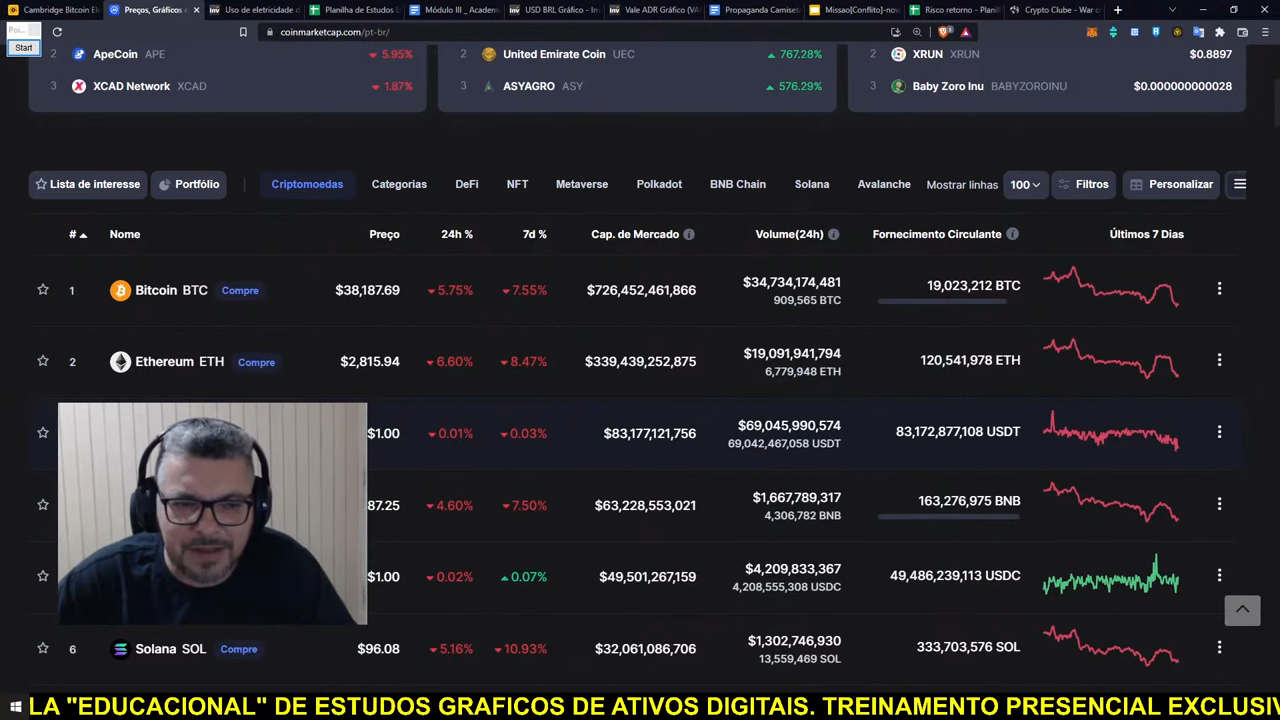 Cambridge Bitcoin El
Preços, Gráficos e
Uso de eletricidade d
Planilha de Estudos
Módulo III _ Academ
USD BRL Gráfico - Inv
Vale ADR Gráfico (VA
Propaganda Camiset
Missao[Conflito]-nov
Risco retorno - Planil
Crypto Clube - War o
Start
coinmarketcap.com/pt-br/
2 ApeCoin APE 5.95%
3 XCAD Network XCAD 1.87%
2 United Emirate Coin UEC 767.28%
3 ASYAGRO ASY 576.29%
2 XRUN XRUN $0.8897
3 Baby Zoro Inu BABYZOROINU $0.000000000028
Lista de interesse Portfólio Criptomoedas Categorias DeFi NFT Metaverse Polkadot BNB Chain Solana Avalanche Mostrar linhas 100 Filtros Personalizar
# Nome Preço 24h % 7d % Cap. de Mercado Volume(24h) Fornecimento Circulante Últimos 7 Dias
1 Bitcoin BTC Compre $38,187.69 5.75% 7.55% $726,452,461,866 $34,734,174,481 19,023,212 BTC
909,565 BTC
2 Ethereum ETH Compre $2,815.94 6.60% 8.47% $339,439,252,875 $19,091,941,794 120,541,978 ETH
6,779,948 ETH
$1.00 0.01% 0.03% $83,177,121,756 $69,045,990,574 83,172,877,108 USDT
69,042,467,058 USDT
87.25 4.60% 7.50% $63,228,553,021 $1,667,789,317 163,276,975 BNB
4,306,782 BNB
$1.00 0.02% 0.07% $49,501,267,159 $4,209,833,367 49,486,239,113 USDC
4,208,555,308 USDC
6 Solana SOL Compre $96.08 5.16% 10.93% $32,061,086,706 $1,302,746,930 333,703,576 SOL
13,559,469 SOL
LA "EDUCACIONAL" DE ESTUDOS GRAFICOS DE ATIVOS DIGITAIS. TREINAMENTO PRESENCIAL EXCLUSIV